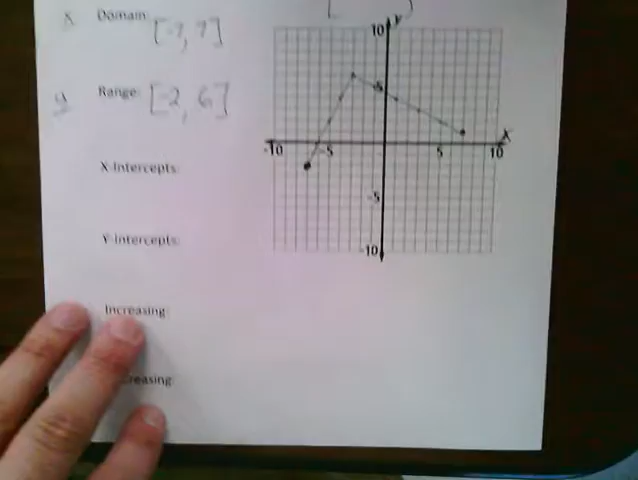 x Domain: [-7, 7]
y Range: [-2, 6]
X-Intercepts:
Y-Intercepts:
Increasing:
reasing:
y
10
5
-10 -5 5 10 x
-5
-10